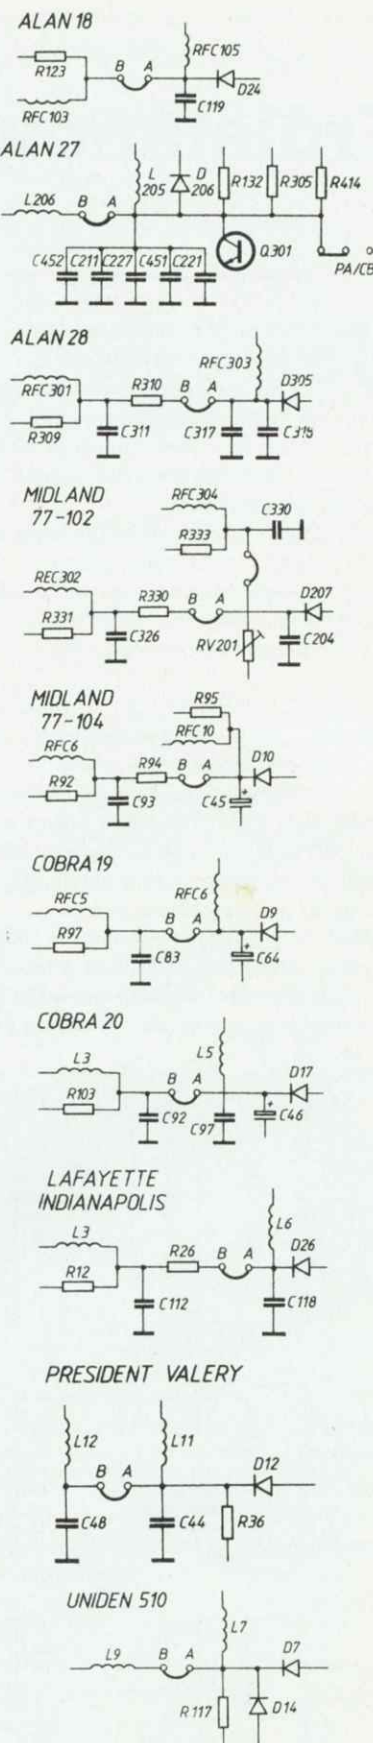 ALAN 18
RFC105
R123
B A
D24
RFC103
C119
ALAN 27
L 205
D 206
R132
R305
R414
L206
B A
C452
C211
C227
C451
C221
Q301
PA/CB
ALAN 28
RFC303
RFC301
R310
B A
D305
R309
C311
C317
C318
MIDLAND
77-102
RFC304
C330
R333
REC302
R330
B A
D207
R331
C326
RV201
C204
MIDLAND
77-104
R95
RFC10
RFC6
R94
B A
D10
R92
C93
C45
+
COBRA 19
RFC6
RFC5
B A
D9
R97
C83
+
C64
COBRA 20
L5
L3
B A
D17
R103
C92
C97
+
C46
LAFAYETTE
INDIANAPOLIS
L6
L3
R26
B A
D26
R12
C112
C118
PRESIDENT VALERY
L12
L11
B A
D12
C48
C44
R36
UNIDEN 510
L7
L9
B A
D7
R117
D14